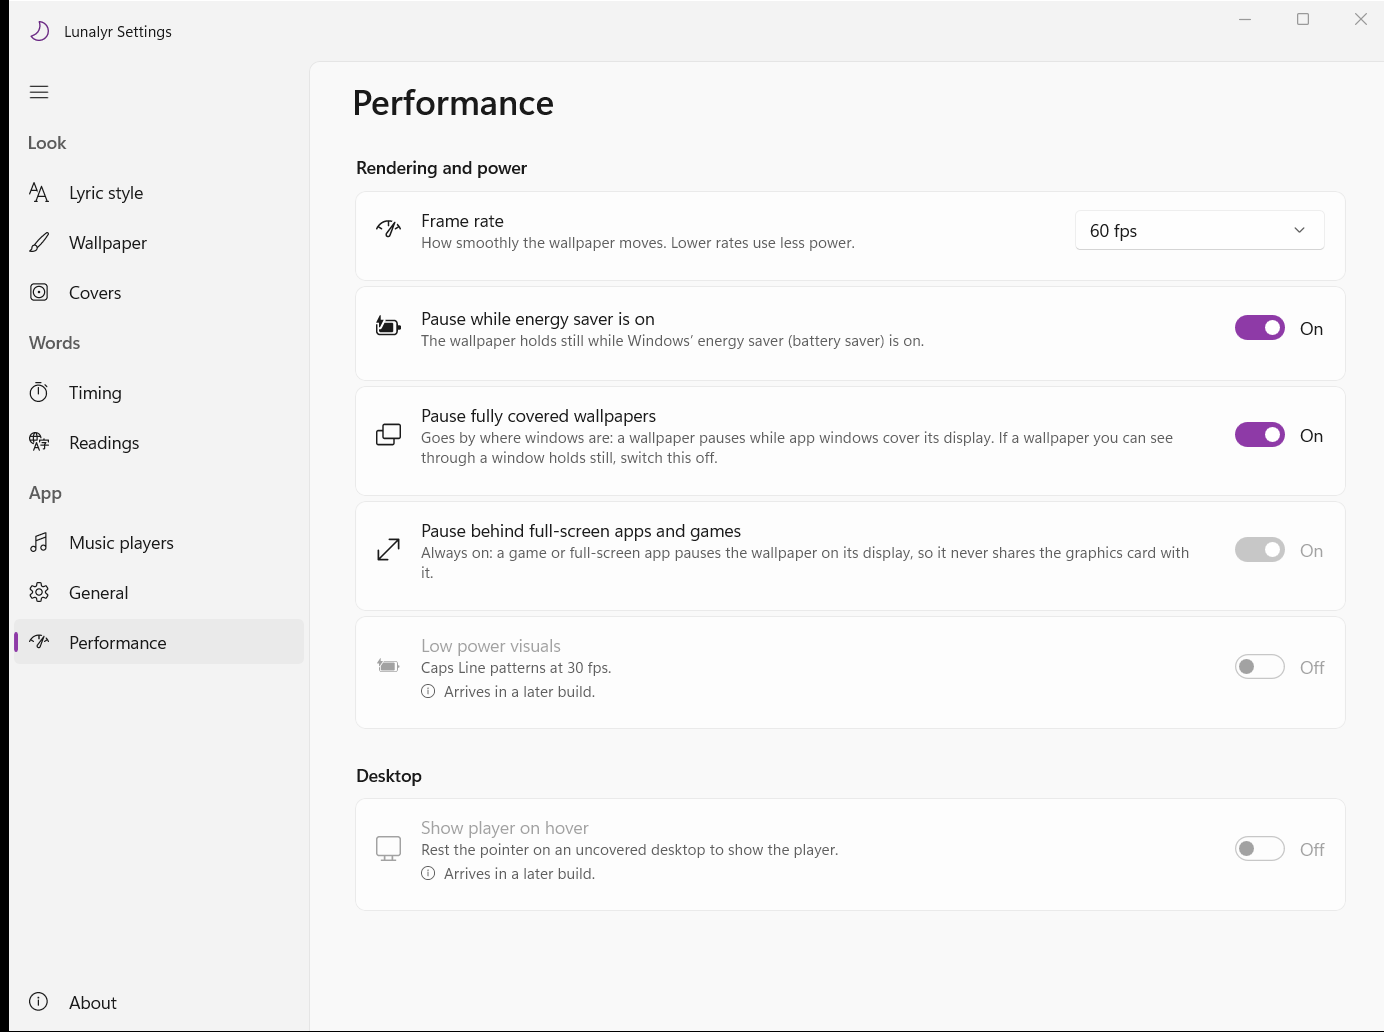 Lunalyr Settings
Look
Lyric style
Wallpaper
Covers
Words
Timing
Readings
App
Music players
General
Performance
About
Performance
Rendering and power
Frame rate
How smoothly the wallpaper moves. Lower rates use less power.
60 fps
Pause while energy saver is on
The wallpaper holds still while Windows’ energy saver (battery saver) is on.
On
Pause fully covered wallpapers
Goes by where windows are: a wallpaper pauses while app windows cover its display. If a wallpaper you can see
through a window holds still, switch this off.
On
Pause behind full-screen apps and games
Always on: a game or full-screen app pauses the wallpaper on its display, so it never shares the graphics card with
it.
On
Low power visuals
Caps Line patterns at 30 fps.
Arrives in a later build.
Off
Desktop
Show player on hover
Rest the pointer on an uncovered desktop to show the player.
Arrives in a later build.
Off